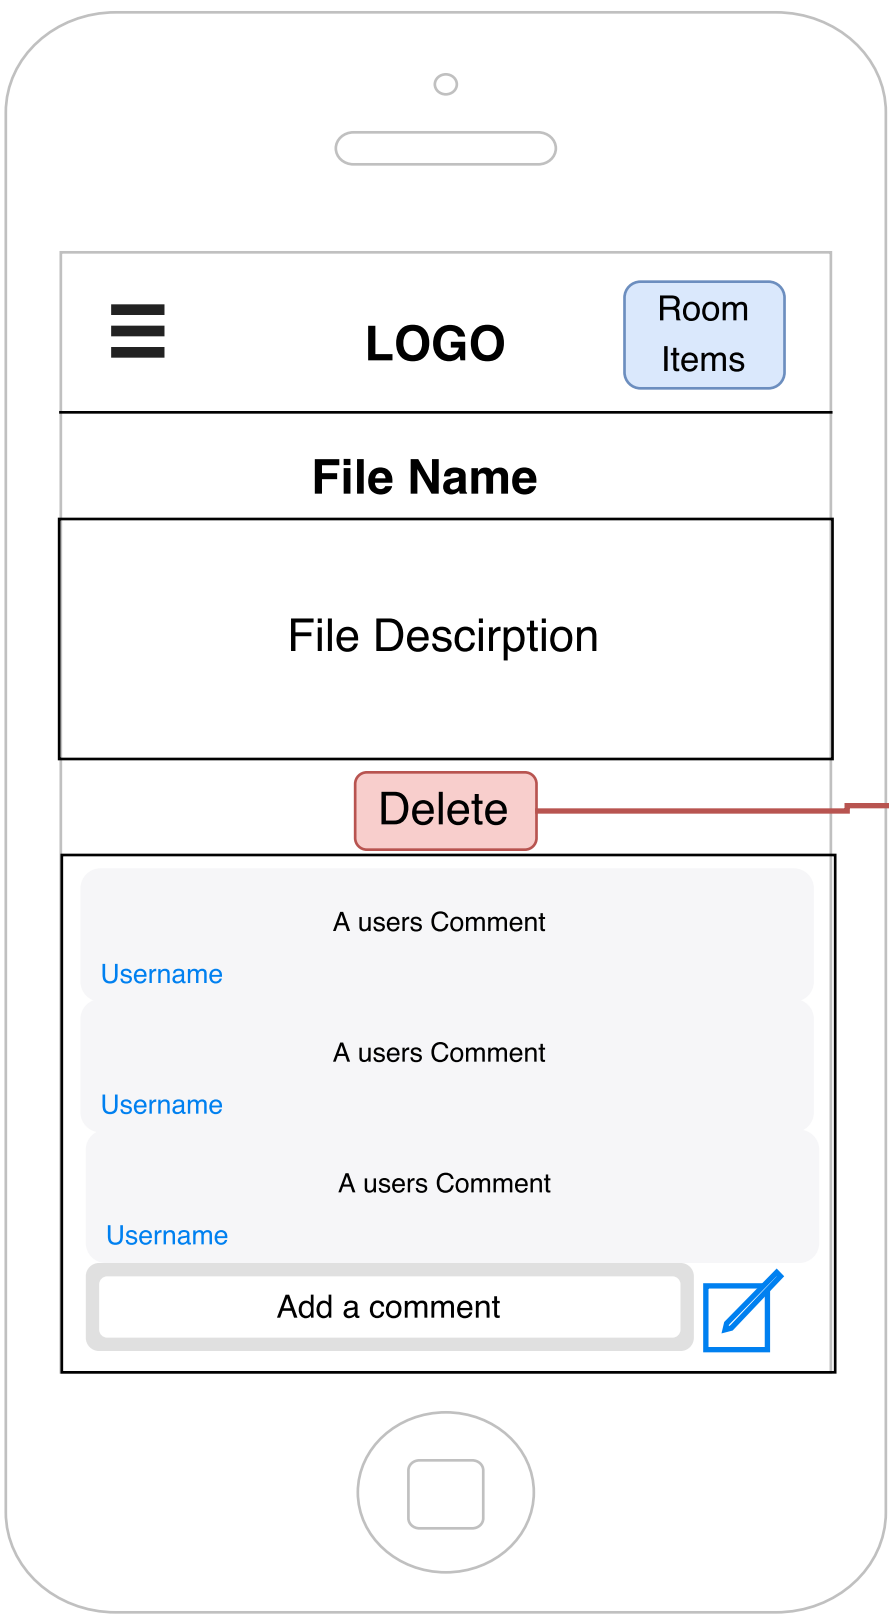 Room
Items
LOGO
File Name
File Descirption
Delete
A users Comment
Username
A users Comment
Username
A users Comment
Username
Add a comment